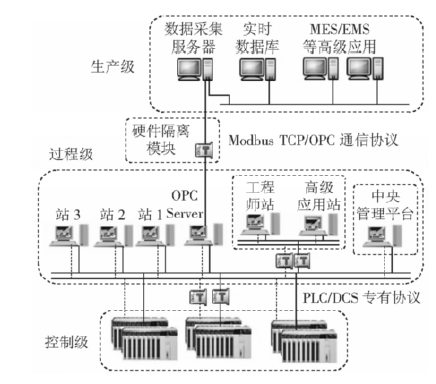 数据采集
服务器
实时
数据库
MES/EMS
等高级应用
生产级
硬件隔离
模块
Modbus TCP/OPC 通信协议
过程级
OPC
Server
工程
师站
高级
应用站
中央
管理平台
站 3
站 2
站 1
PLC/DCS 专有协议
控制级